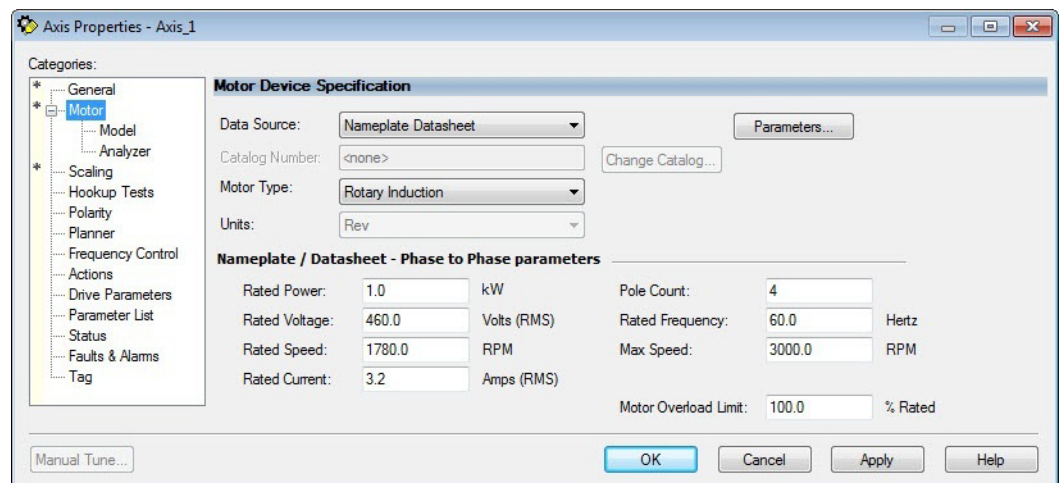 Axis Properties - Axis_1
Categories:
* General
* Motor
Model
Analyzer
* Scaling
Hookup Tests
Polarity
Planner
Frequency Control
Actions
Drive Parameters
Parameter List
Status
Faults & Alarms
Tag
Motor Device Specification
Data Source: Nameplate Datasheet Parameters...
Catalog Number: <none> Change Catalog...
Motor Type: Rotary Induction
Units: Rev
Nameplate / Datasheet - Phase to Phase parameters
Rated Power: 1.0 kW Pole Count: 4
Rated Voltage: 460.0 Volts (RMS) Rated Frequency: 60.0 Hertz
Rated Speed: 1780.0 RPM Max Speed: 3000.0 RPM
Rated Current: 3.2 Amps (RMS)
Motor Overload Limit: 100.0 % Rated
Manual Tune... OK Cancel Apply Help